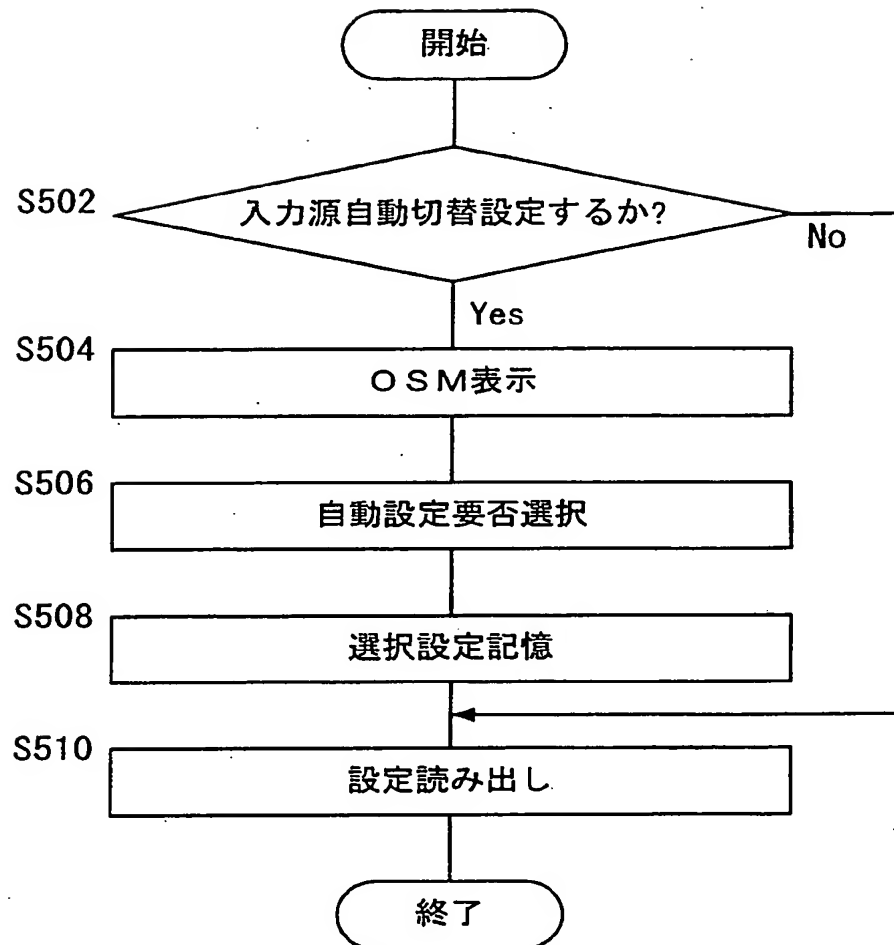 開始
S502
入力源自動切替設定するか?
No
Yes
S504
OSM表示
S506
自動設定要否選択
S508
選択設定記憶
S510
設定読み出し
終了